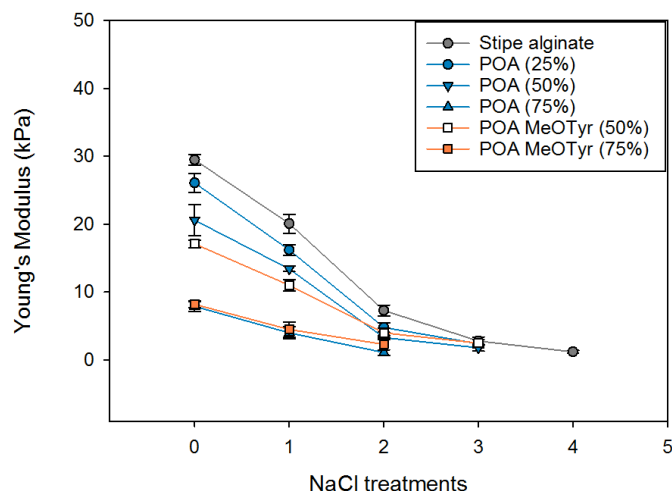 50
40
30
20
10
0
Young's Modulus (kPa)
Stipe alginate
POA (25%)
POA (50%)
POA (75%)
POA MeOTyr (50%)
POA MeOTyr (75%)
0 1 2 3 4 5
NaCl treatments